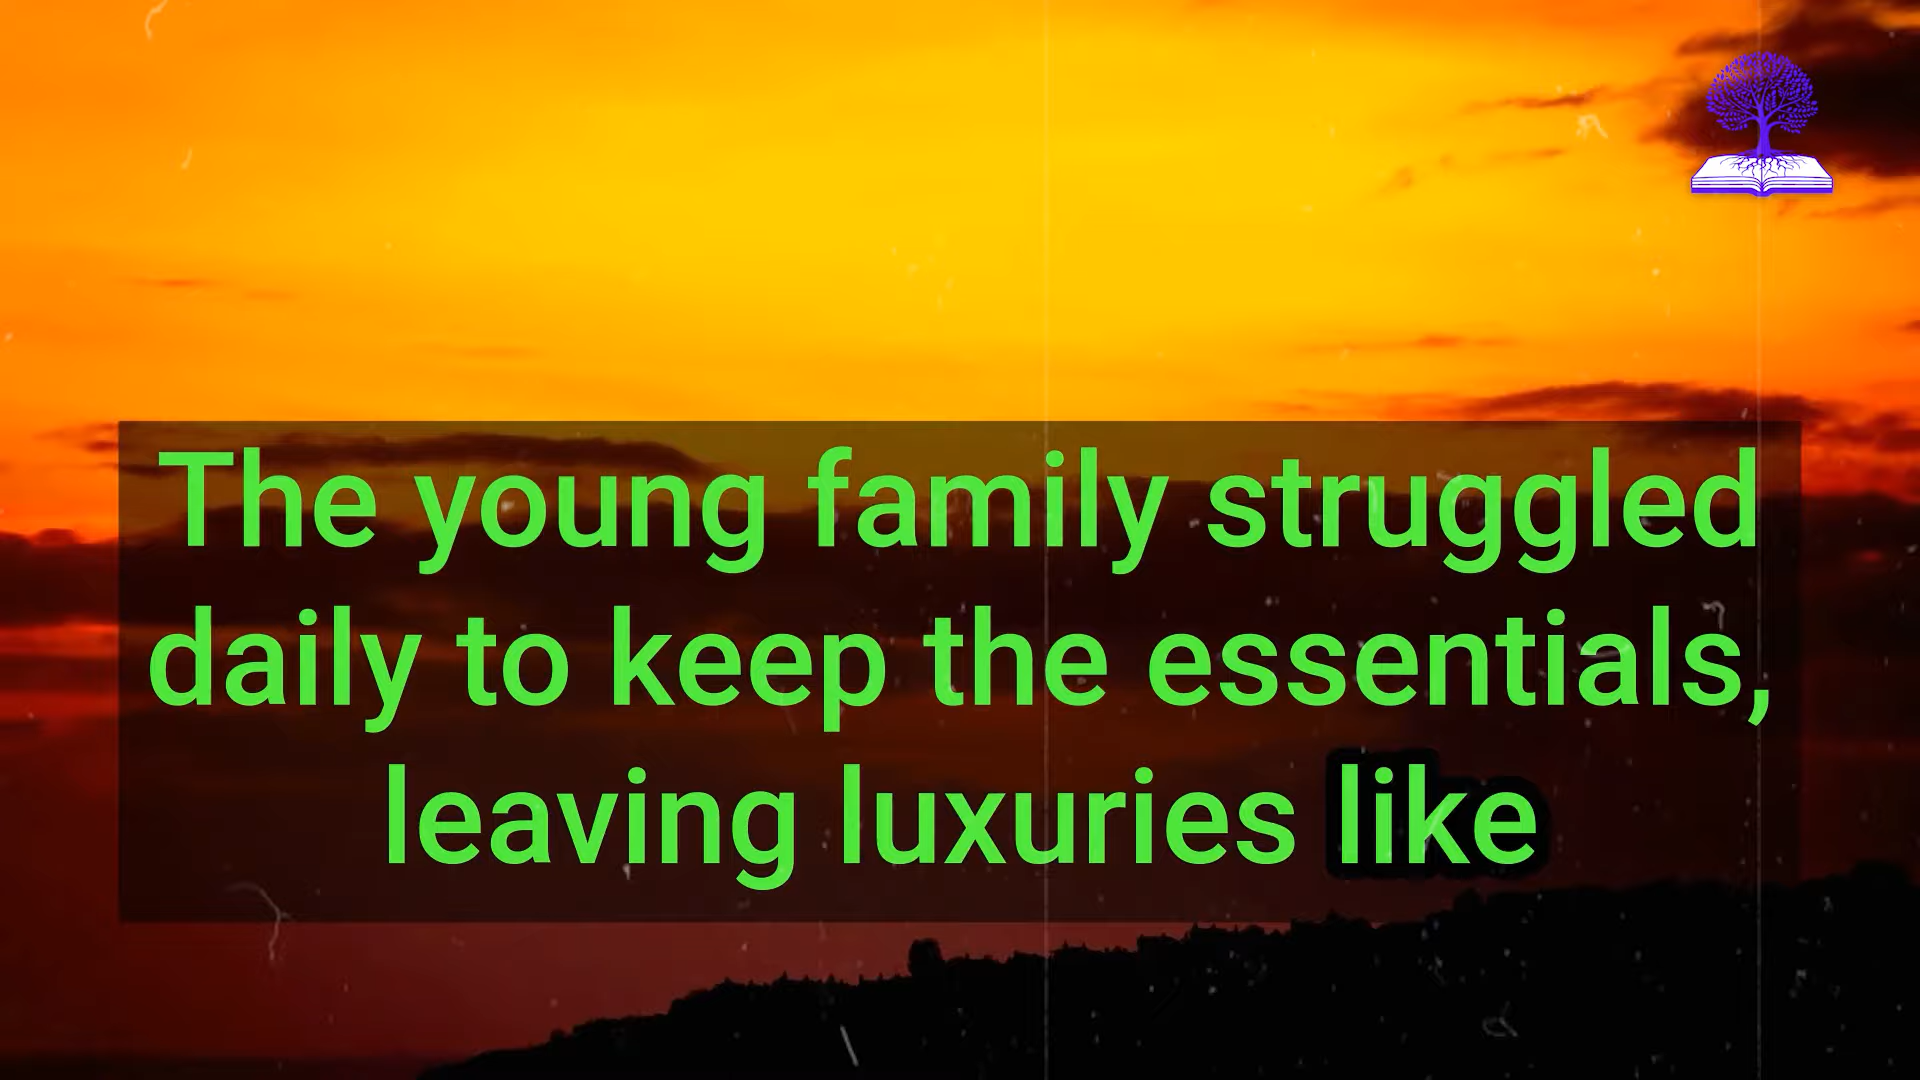 The young family struggled
daily to keep the essentials,
leaving luxuries like